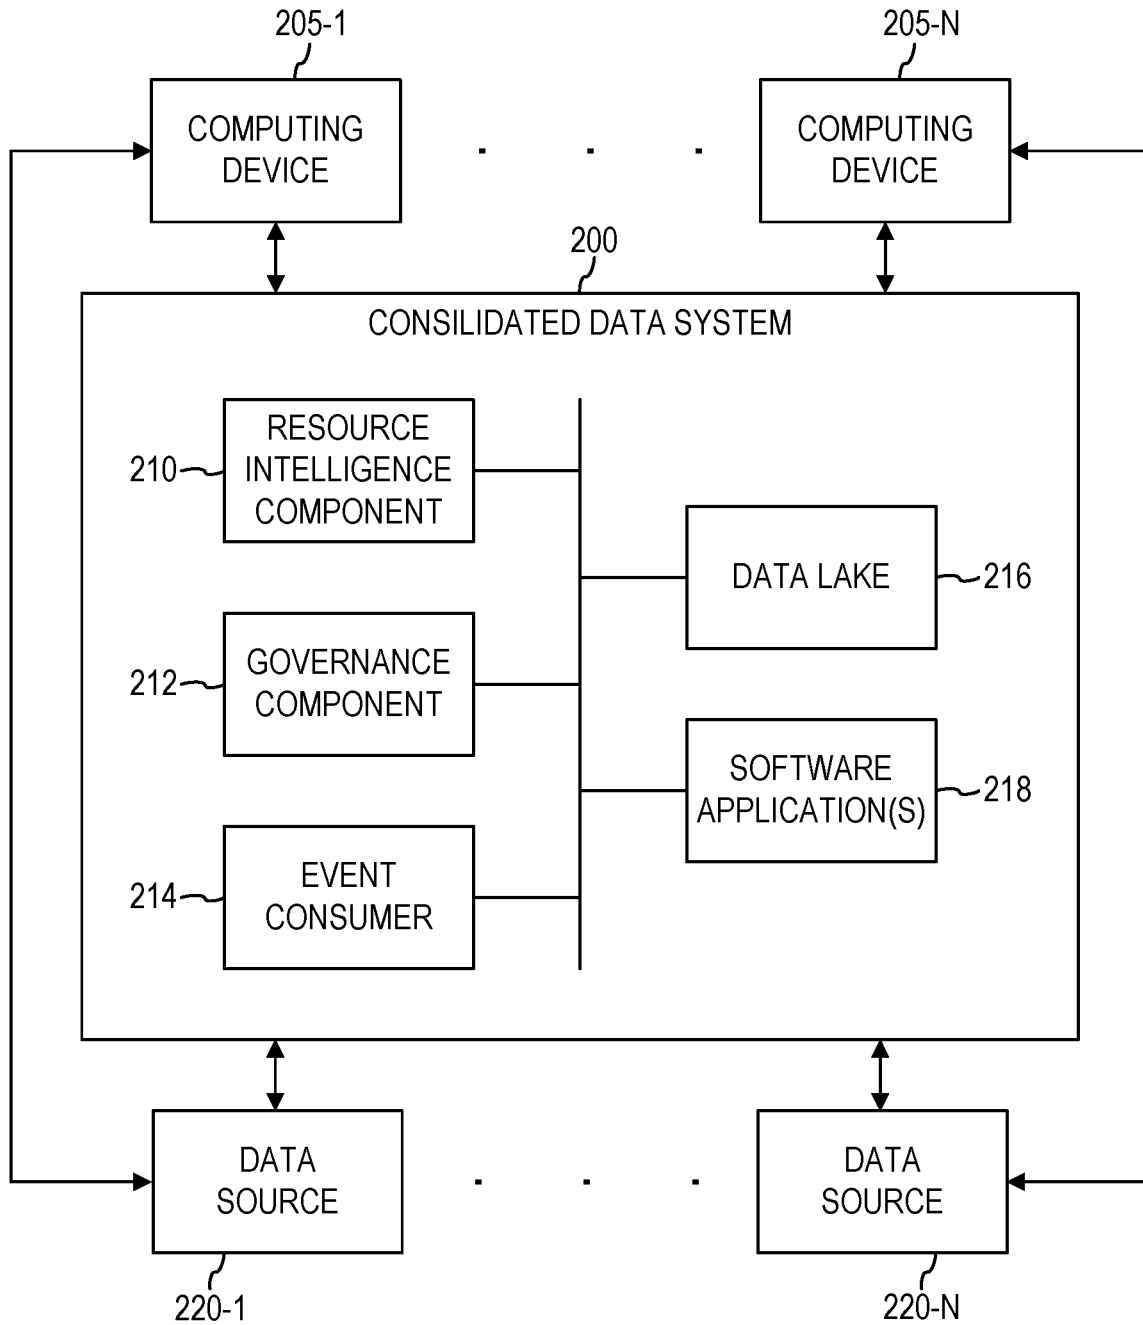 205-1
205-N
COMPUTING
DEVICE
COMPUTING
DEVICE
200
CONSILIDATED DATA SYSTEM
RESOURCE
INTELLIGENCE
COMPONENT
210
DATA LAKE
216
GOVERNANCE
COMPONENT
212
SOFTWARE
APPLICATION(S)
218
EVENT
CONSUMER
214
DATA
SOURCE
DATA
SOURCE
220-1
220-N